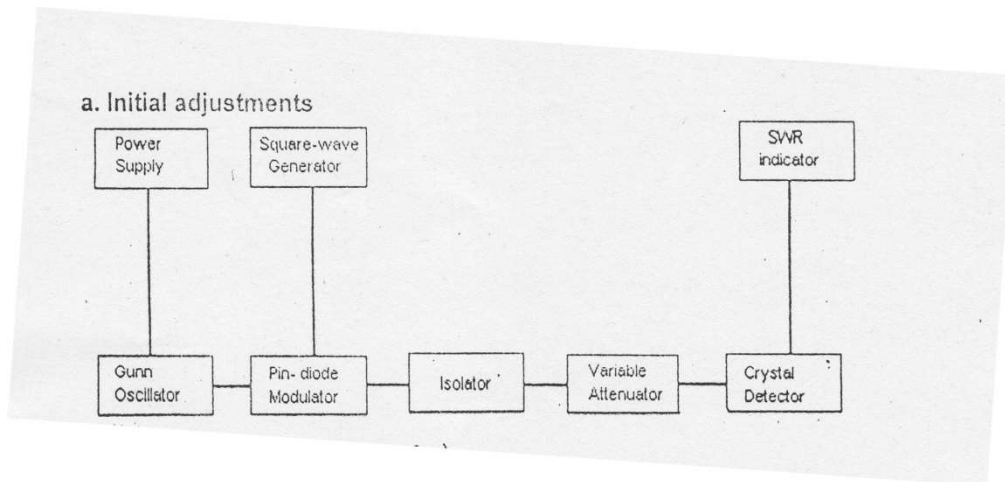 a. Initial adjustments
Power
Supply
Square-wave
Generator
SWR
indicator
Gunn
Oscillator
Pin- diode
Modulator
Isolator
Variable
Attenuator
Crystal
Detector